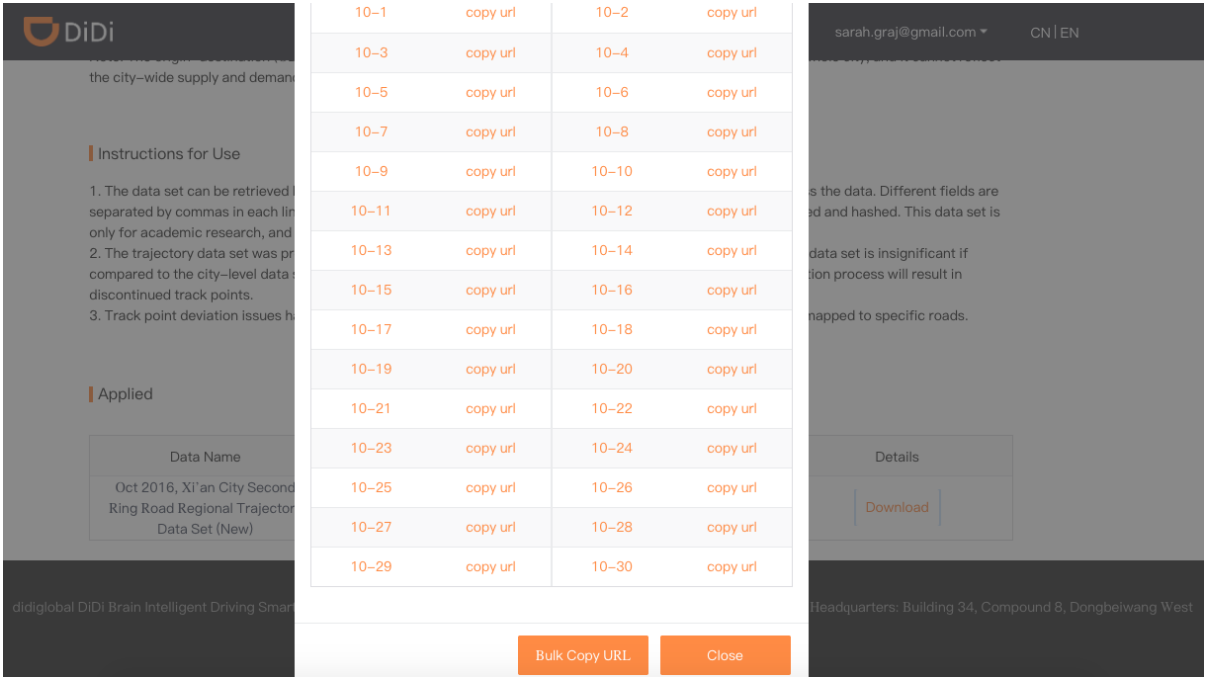 DiDi
sarah.graj@gmail.com
CN | EN
10-1 copy url 10-2 copy url
10-3 copy url 10-4 copy url
10-5 copy url 10-6 copy url
10-7 copy url 10-8 copy url
10-9 copy url 10-10 copy url
10-11 copy url 10-12 copy url
10-13 copy url 10-14 copy url
10-15 copy url 10-16 copy url
10-17 copy url 10-18 copy url
10-19 copy url 10-20 copy url
10-21 copy url 10-22 copy url
10-23 copy url 10-24 copy url
10-25 copy url 10-26 copy url
10-27 copy url 10-28 copy url
10-29 copy url 10-30 copy url
Bulk Copy URL Close
the city-wide supply and
Instructions for Use
1. The data set can be retrieved s the data. Different fields are
separated by commas in each ed and hashed. This data set is
only for academic research, and
2. The trajectory data set was data set is insignificant if
compared to the city-level data tion process will result in
discontinued track points.
3. Track point deviation issues mapped to specific roads.
Applied
Data Name Details
Oct 2016, Xi'an City Second
Ring Road Regional
Data Set (New)
Download
didiglobal DiDi Brain Intelligent Driving Headquarters: Building 34, Compound 8, Dongbeiwang West